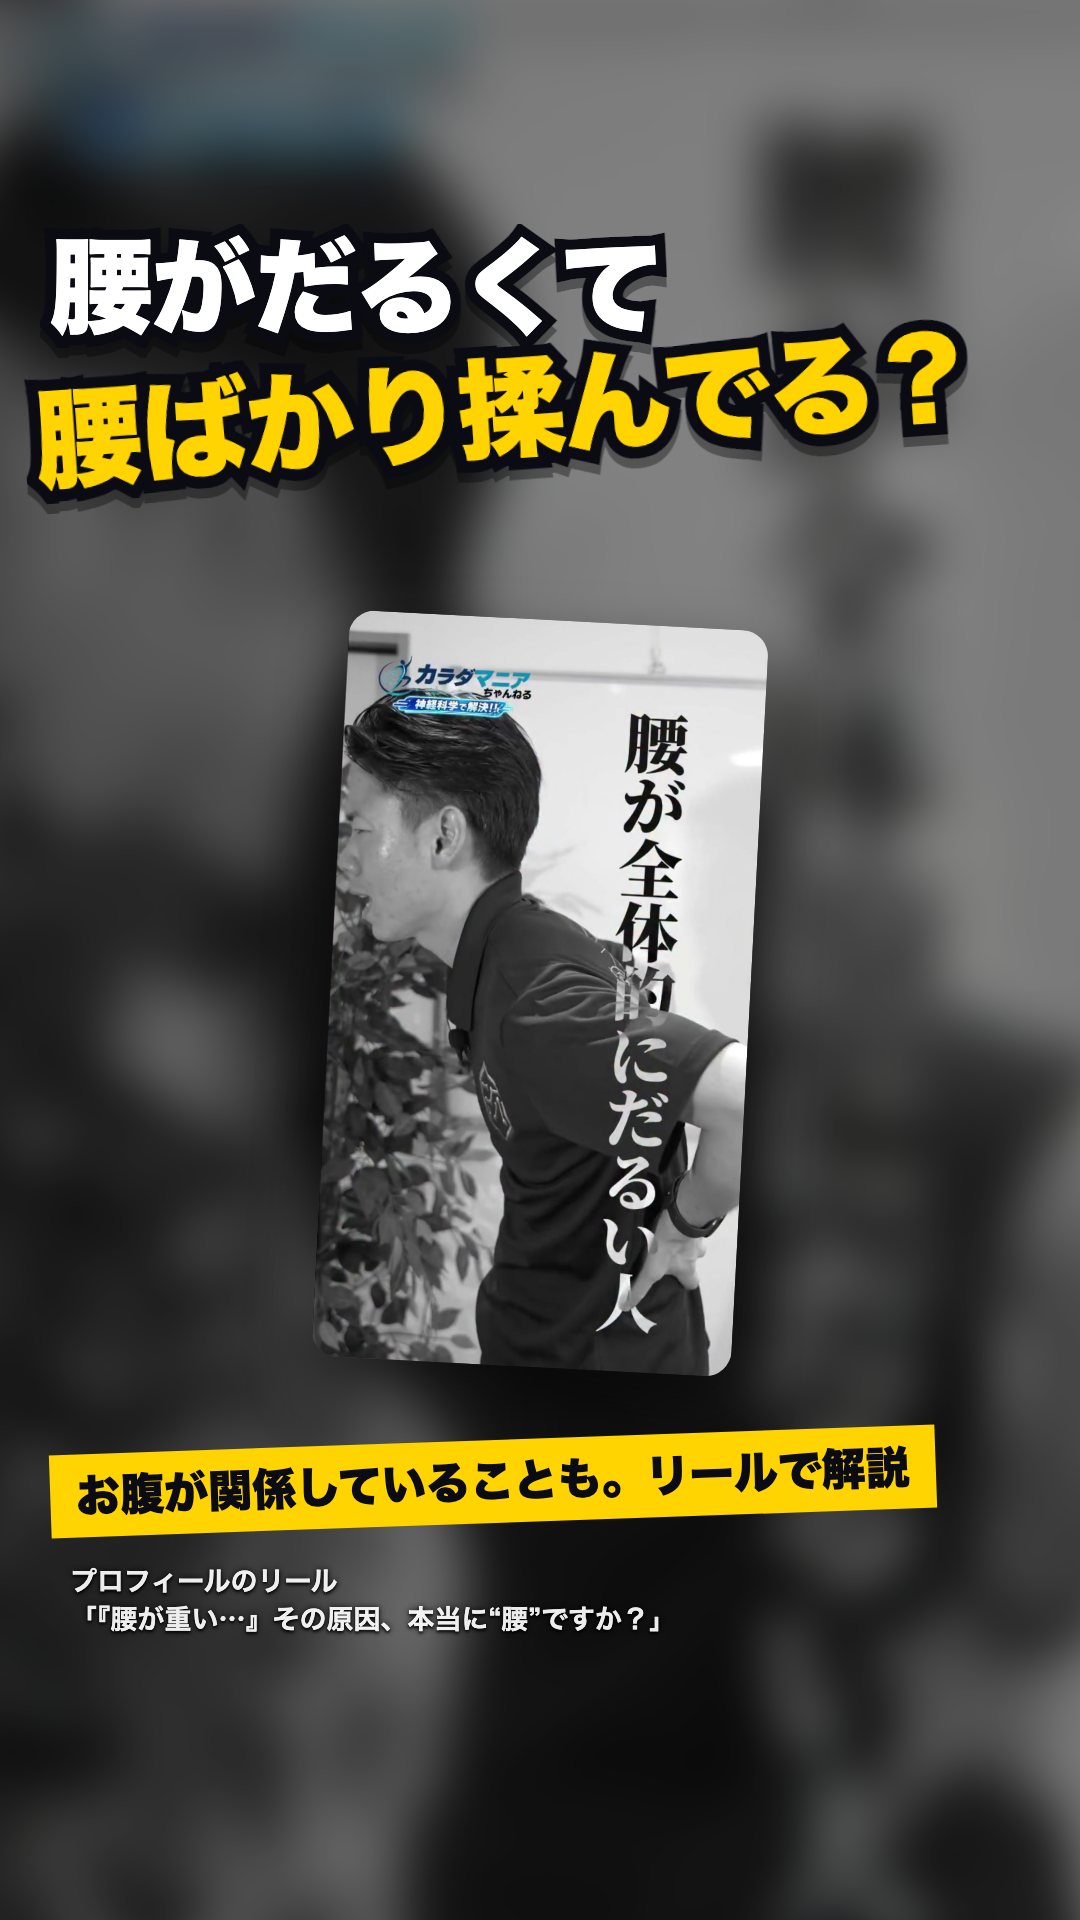 腰がだるくて
腰ばかり揉んでる？
カラダマニア
ちゃんねる
神経科学で解決!!
腰が全体的にだるい人
お腹が関係していることも。リールで解説
プロフィールのリール
「『腰が重い…』その原因、本当に“腰”ですか？」